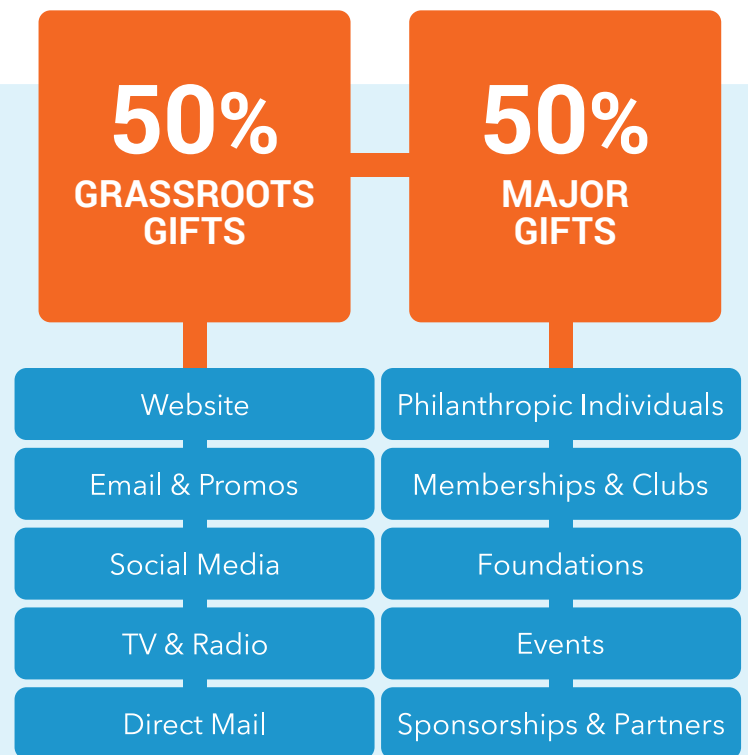 50%
GRASSROOTS
GIFTS
50%
MAJOR
GIFTS
Website
Email & Promos
Social Media
TV & Radio
Direct Mail
Philanthropic Individuals
Memberships & Clubs
Foundations
Events
Sponsorships & Partners